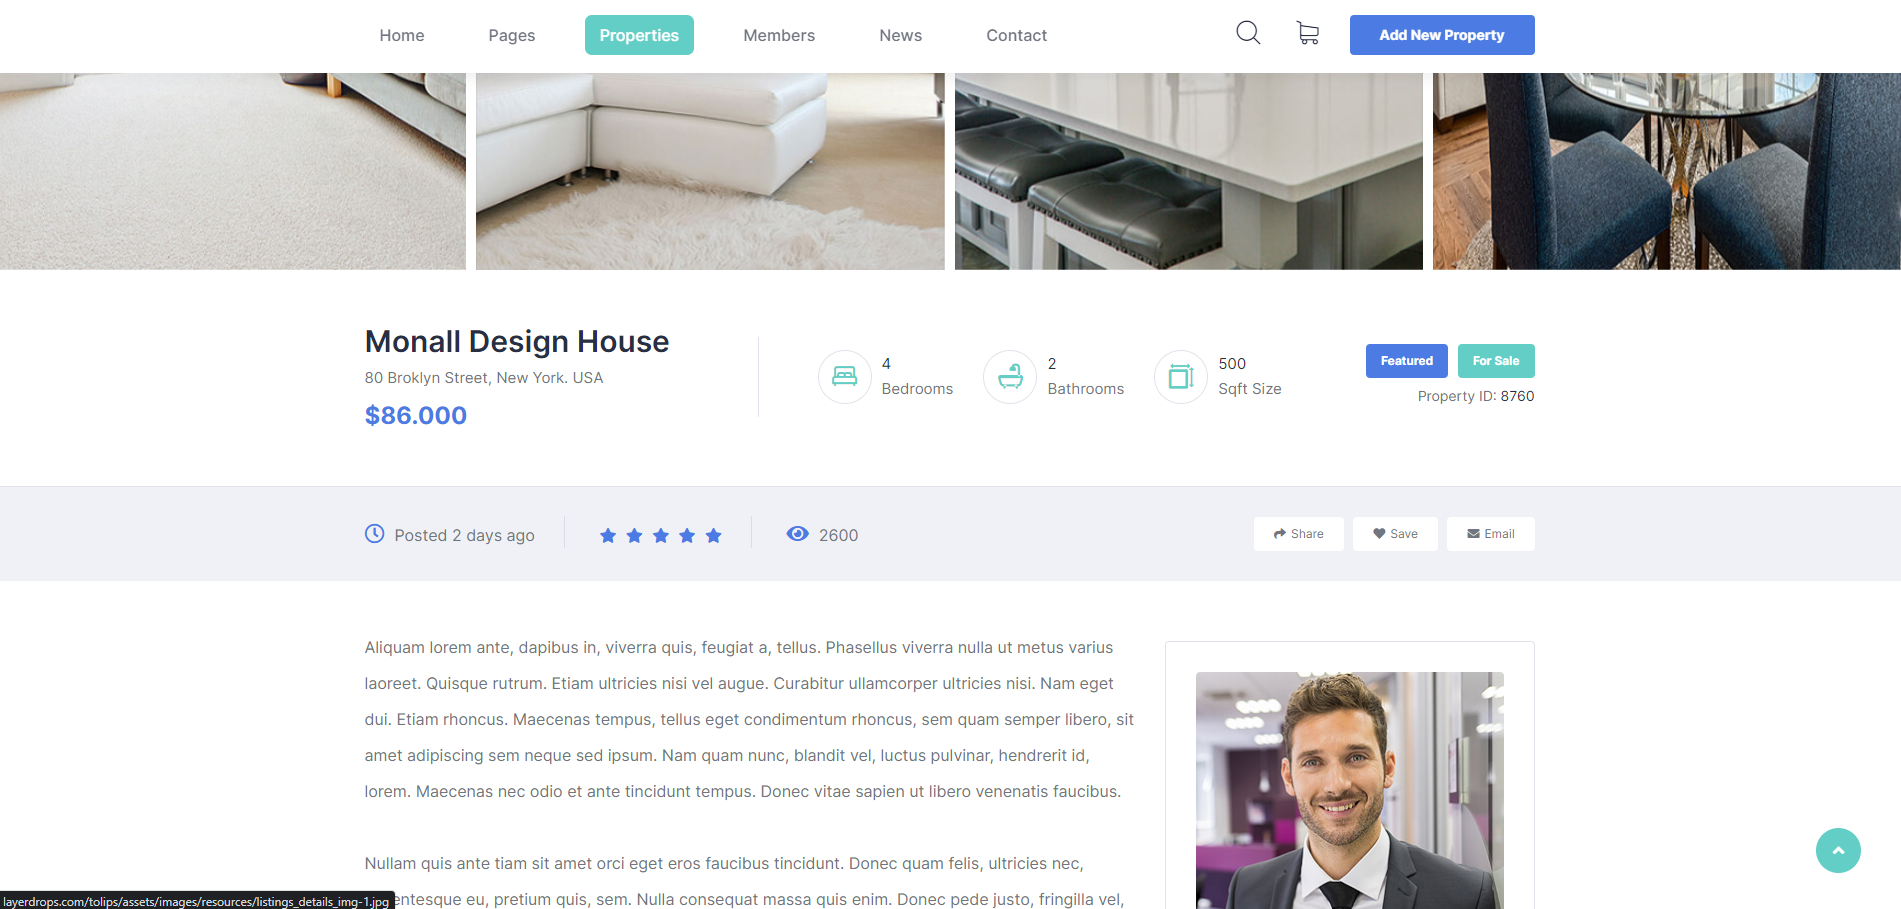 Home Pages Properties Members News Contact Add New Property
Monall Design House
80 Broklyn Street, New York. USA
$86.000
4
Bedrooms
2
Bathrooms
500
Sqft Size
Featured For Sale
Property ID: 8760
Posted 2 days ago
2600
Share Save Email
Aliquam lorem ante, dapibus in, viverra quis, feugiat a, tellus. Phasellus viverra nulla ut metus varius
laoreet. Quisque rutrum. Etiam ultricies nisi vel augue. Curabitur ullamcorper ultricies nisi. Nam eget
dui. Etiam rhoncus. Maecenas tempus, tellus eget condimentum rhoncus, sem quam semper libero, sit
amet adipiscing sem neque sed ipsum. Nam quam nunc, blandit vel, luctus pulvinar, hendrerit id,
lorem. Maecenas nec odio et ante tincidunt tempus. Donec vitae sapien ut libero venenatis faucibus.
Nullam quis ante tiam sit amet orci eget eros faucibus tincidunt. Donec quam felis, ultricies nec,
entesque eu, pretium quis, sem. Nulla consequat massa quis enim. Donec pede justo, fringilla vel,
layerdrops.com/tolips/assets/images/resources/listings_details_img-1.jpg